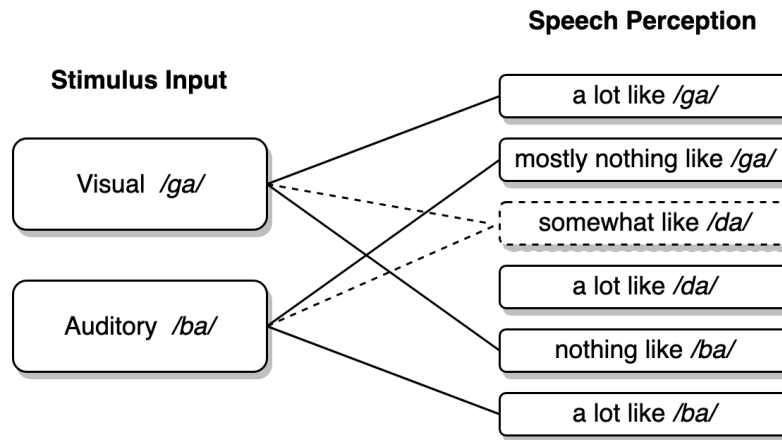 Speech Perception
Stimulus Input
a lot like /ga/
Visual /ga/
mostly nothing like /ga/
somewhat like /da/
a lot like /da/
Auditory /ba/
nothing like /ba/
a lot like /ba/